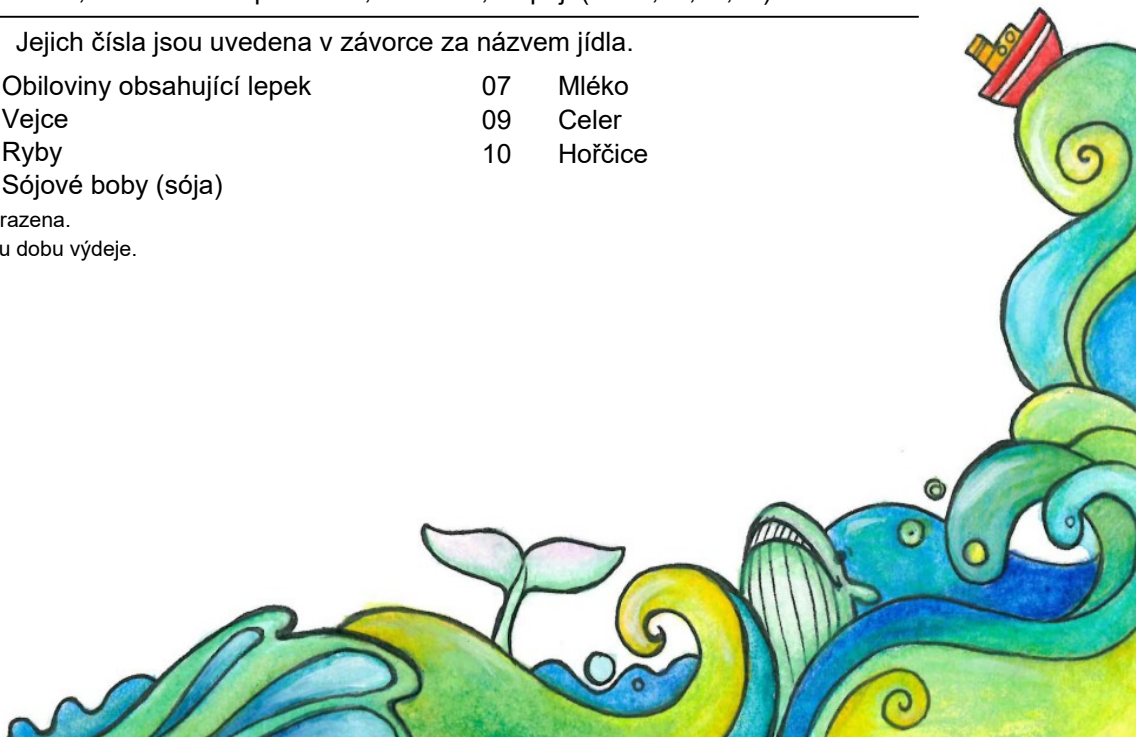 Jejich čísla jsou uvedena v závorce za názvem jídla.
Obiloviny obsahující lepek 07 Mléko
Vejce 09 Celer
Ryby 10 Hořčice
Sójové boby (sója)
razena.
u dobu výdeje.